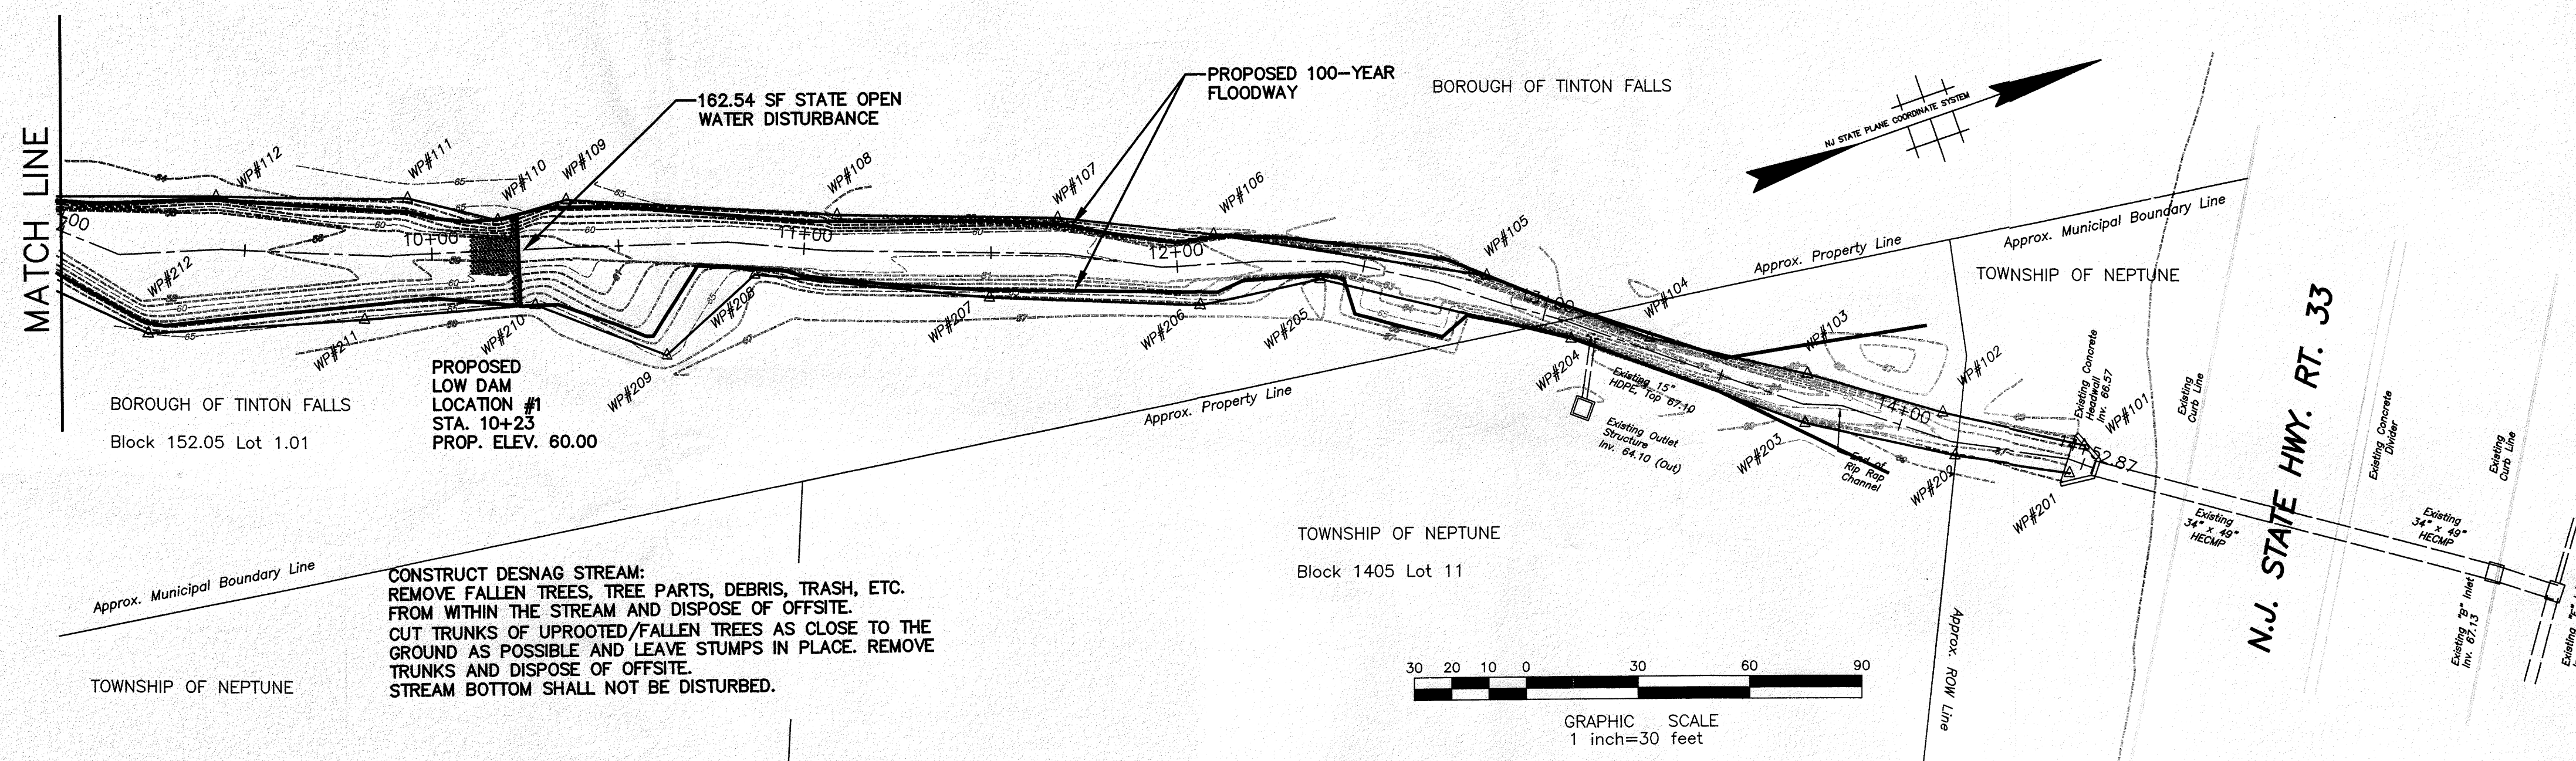 MATCH LINE
700
WP#112
WP#111
WP#110
WP#109
WP#108
WP#107
WP#106
WP#105
WP#104
WP#103
WP#102
WP#101
162.54 SF STATE OPEN
WATER DISTURBANCE
PROPOSED 100-YEAR
FLOODWAY
BOROUGH OF TINTON FALLS
NJ STATE PLANE COORDINATE SYSTEM
Approx. Property Line
Approx. Municipal Boundary Line
TOWNSHIP OF NEPTUNE
10+00
11+00
12+00
13+00
14+00
52.87
WP#212
WP#211
WP#210
WP#209
WP#208
WP#207
WP#206
WP#205
WP#204
WP#203
WP#202
WP#201
BOROUGH OF TINTON FALLS
Block 152.05 Lot 1.01
PROPOSED
LOW DAM
LOCATION #1
STA. 10+23
PROP. ELEV. 60.00
Approx. Property Line
Existing 15"
HDPE, Top 67.10
Existing Outlet
Structure
Inv. 64.10 (Out)
End of
Rip Rap
Channel
Existing Concrete
Headwall
Inv. 66.57
Existing
Curb Line
N.J. STATE HWY. RT. 33
Existing Concrete
Divider
Existing
Curb Line
Existing
34" x 49"
HECMP
Existing
34" x 49"
HECMP
Existing "B" Inlet
Inv. 67.13
Approx. ROW Line
TOWNSHIP OF NEPTUNE
Block 1405 Lot 11
Approx. Municipal Boundary Line
TOWNSHIP OF NEPTUNE
CONSTRUCT DESNAG STREAM:
REMOVE FALLEN TREES, TREE PARTS, DEBRIS, TRASH, ETC.
FROM WITHIN THE STREAM AND DISPOSE OF OFFSITE.
CUT TRUNKS OF UPROOTED/FALLEN TREES AS CLOSE TO THE
GROUND AS POSSIBLE AND LEAVE STUMPS IN PLACE. REMOVE
TRUNKS AND DISPOSE OF OFFSITE.
STREAM BOTTOM SHALL NOT BE DISTURBED.
30 20 10 0 30 60 90
GRAPHIC SCALE
1 inch=30 feet